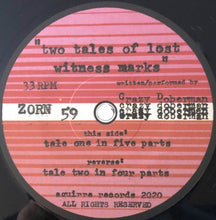 "two tales of lost
witness marks"
33 RPM
written/performed by
Crazy Doberman
crazy doberman
crazy doberman
ZORN 59
this side:
tale one in five parts
reverse:
tale two in four parts
aguirre records 2020
ALL RIGHTS RESERVED